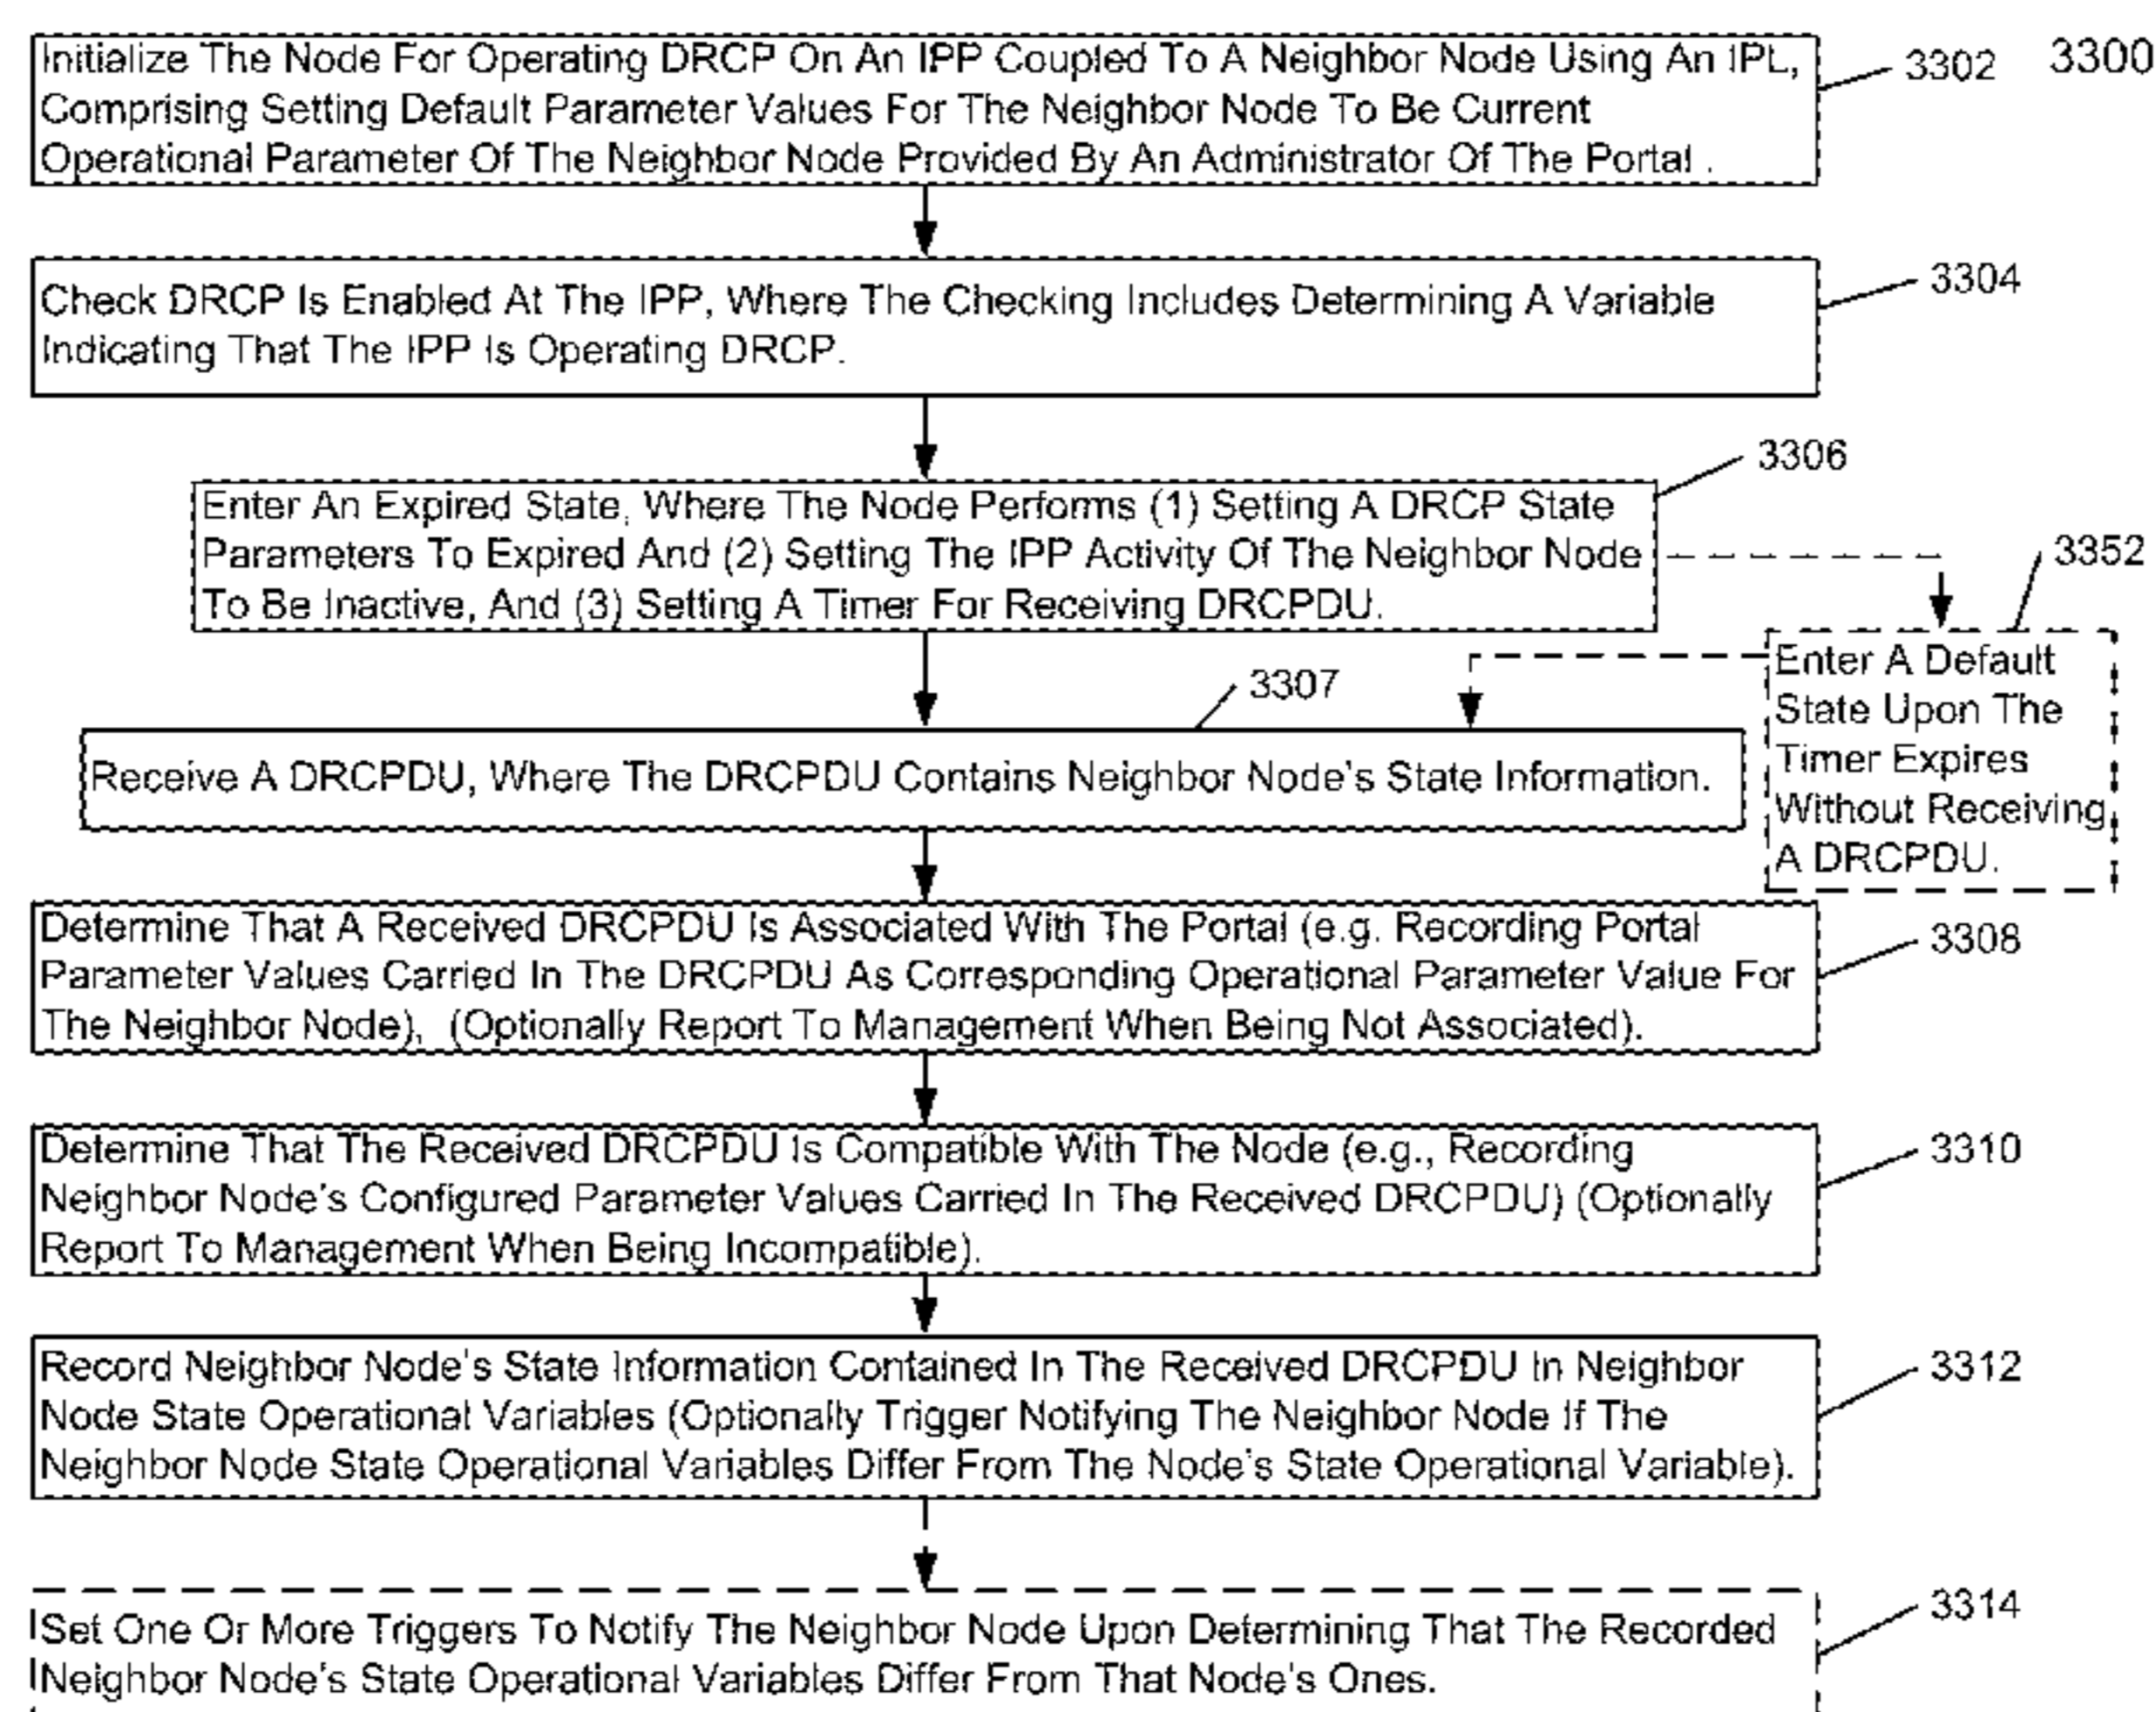 Initialize The Node For Operating DRCP On An IPP Coupled To A Neighbor Node Using An IPL,
Comprising Setting Default Parameter Values For The Neighbor Node To Be Current
Operational Parameter Of The Neighbor Node Provided By An Administrator Of The Portal .
3302
3300
Check DRCP Is Enabled At The IPP, Where The Checking Includes Determining A Variable
Indicating That The IPP Is Operating DRCP.
3304
3306
Enter An Expired State, Where The Node Performs (1) Setting A DRCP State
Parameters To Expired And (2) Setting The IPP Activity Of The Neighbor Node
To Be Inactive, And (3) Setting A Timer For Receiving DRCPDU.
3352
Enter A Default
State Upon The
Timer Expires
Without Receiving
A DRCPDU.
3307
Receive A DRCPDU, Where The DRCPDU Contains Neighbor Node's State Information.
Determine That A Received DRCPDU Is Associated With The Portal (e.g. Recording Portal
Parameter Values Carried In The DRCPDU As Corresponding Operational Parameter Value For
The Neighbor Node), (Optionally Report To Management When Being Not Associated).
3308
Determine That The Received DRCPDU Is Compatible With The Node (e.g., Recording
Neighbor Node's Configured Parameter Values Carried In The Received DRCPDU) (Optionally
Report To Management When Being Incompatible).
3310
Record Neighbor Node's State Information Contained In The Received DRCPDU In Neighbor
Node State Operational Variables (Optionally Trigger Notifying The Neighbor Node If The
Neighbor Node State Operational Variables Differ From The Node's State Operational Variable).
3312
Set One Or More Triggers To Notify The Neighbor Node Upon Determining That The Recorded
Neighbor Node's State Operational Variables Differ From That Node's Ones.
3314